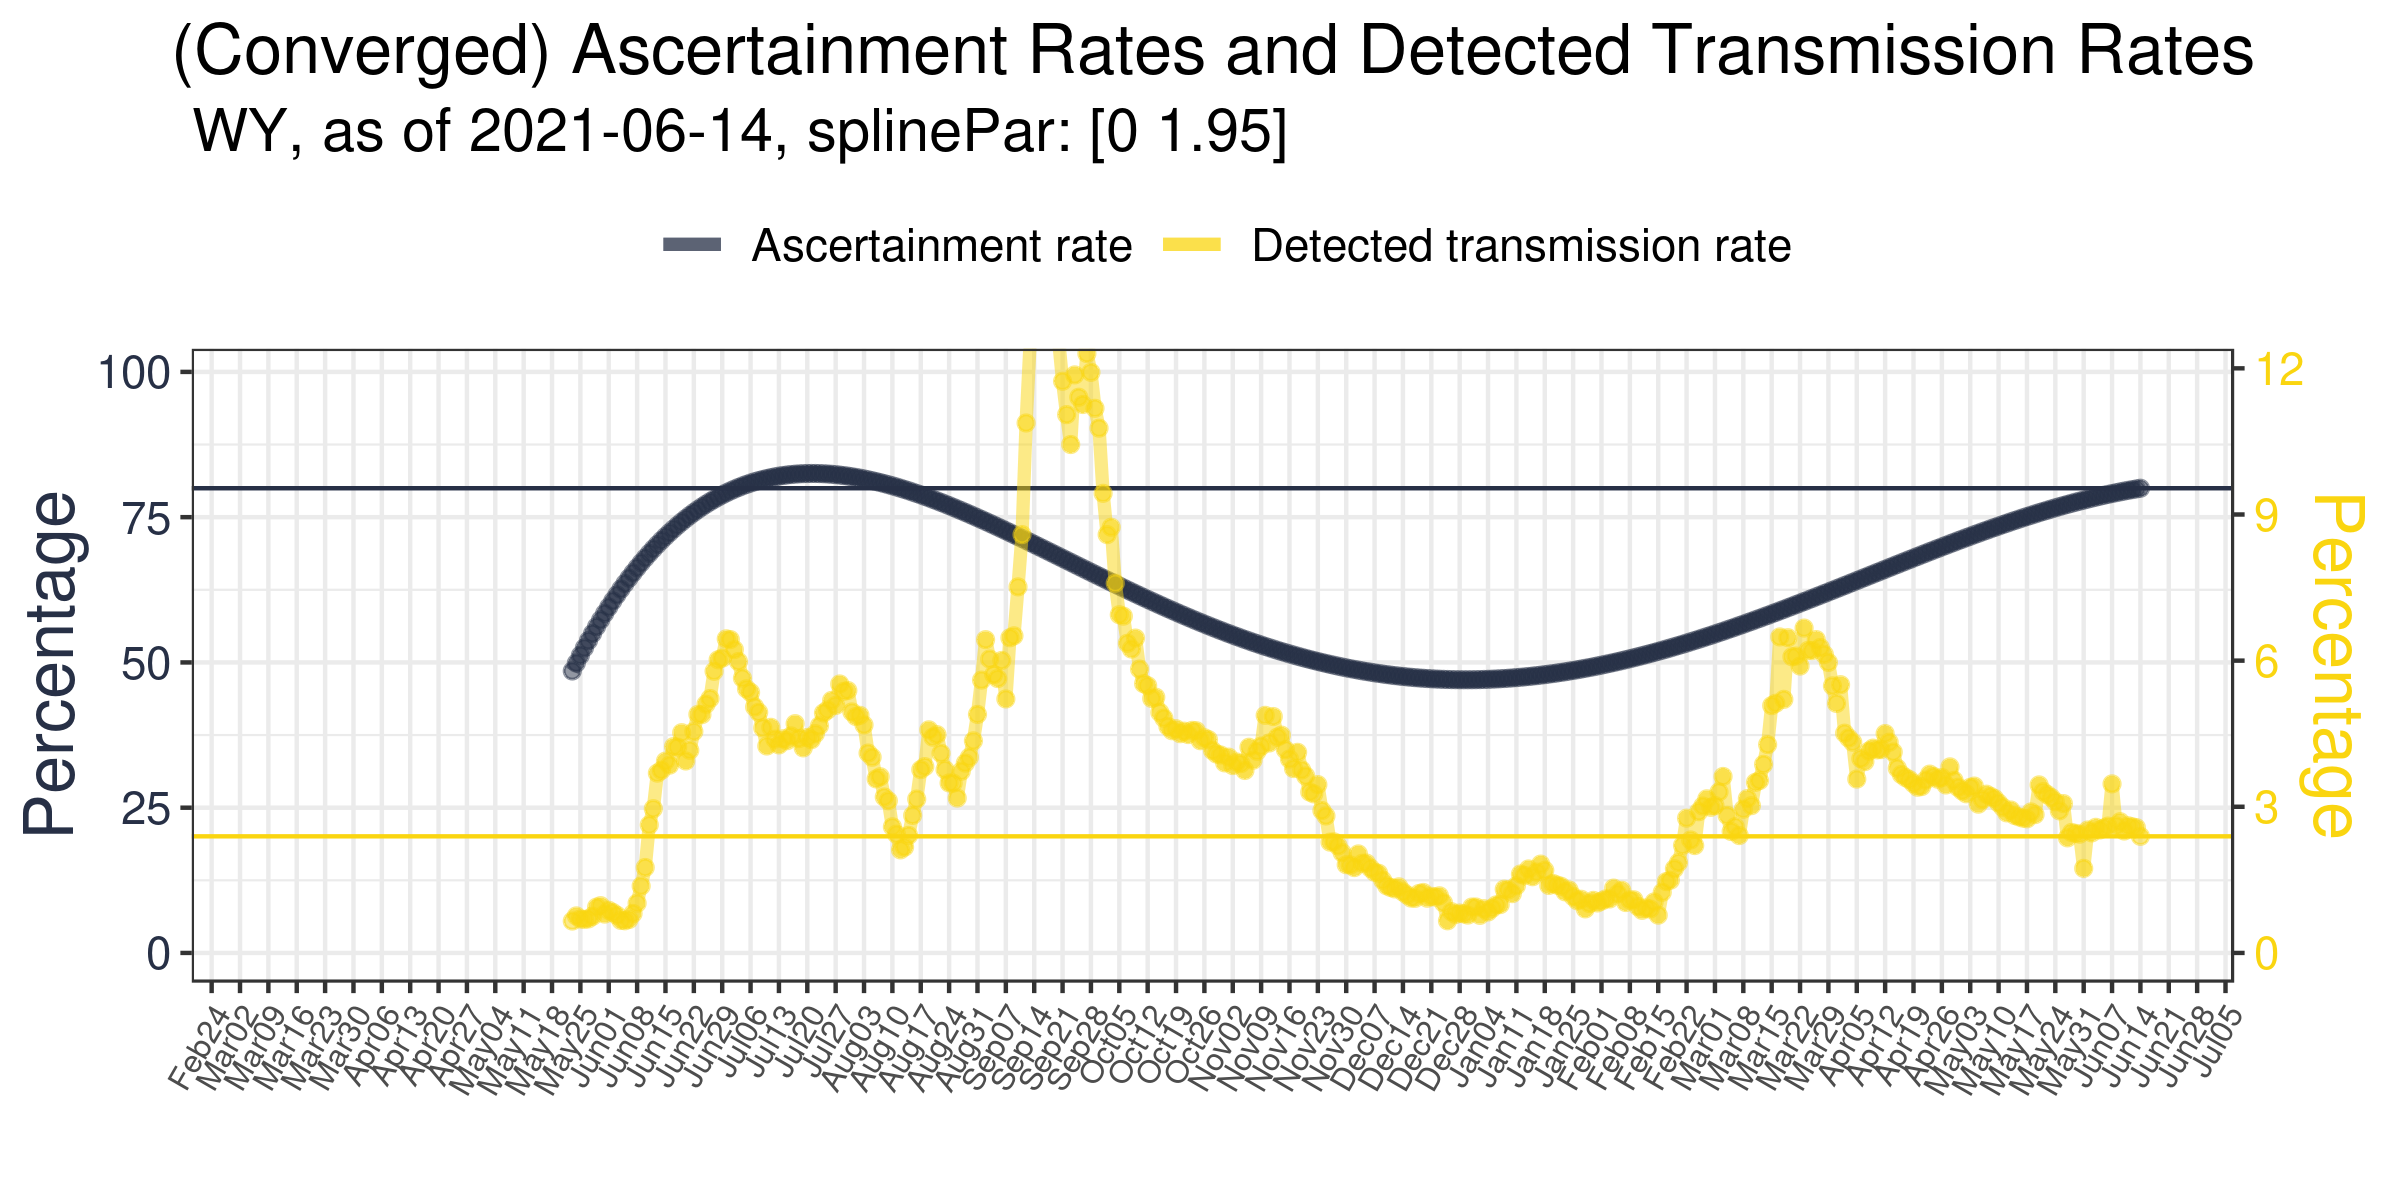 (Converged) Ascertainment Rates and Detected Transmission Rates
WY, as of 2021-06-14, splinePar: [0 1.95]
Ascertainment rate
Detected transmission rate
Percentage
100
75
50
25
0
12
9
6
3
0
Percentage
Feb24
Mar02
Mar09
Mar16
Mar23
Mar30
Apr06
Apr13
Apr20
Apr27
May04
May11
May18
May25
Jun01
Jun08
Jun15
Jun22
Jun29
Jul06
Jul13
Jul20
Jul27
Aug03
Aug10
Aug17
Aug24
Aug31
Sep07
Sep14
Sep21
Sep28
Oct05
Oct12
Oct19
Oct26
Nov02
Nov09
Nov16
Nov23
Nov30
Dec07
Dec14
Dec21
Dec28
Jan04
Jan11
Jan18
Jan25
Feb01
Feb08
Feb15
Feb22
Mar01
Mar08
Mar15
Mar22
Mar29
Apr05
Apr12
Apr19
Apr26
May03
May10
May17
May24
May31
Jun07
Jun14
Jun21
Jun28
Jul05